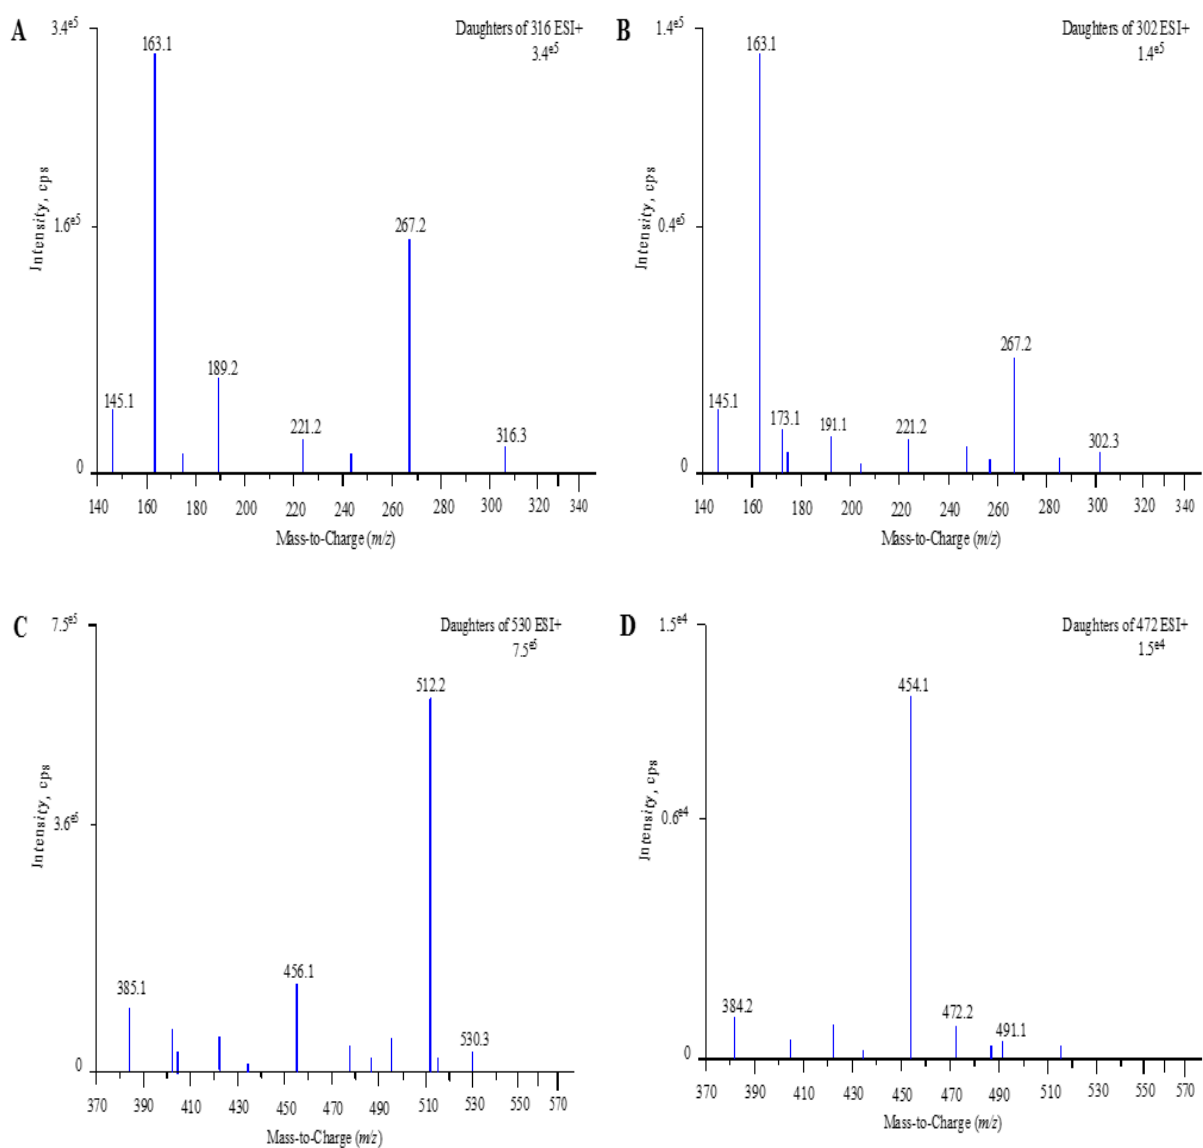 A
3.4e5
Daughters of 316 ESI+
3.4e5
163.1
Intensity, cps
1.6e5
267.2
189.2
145.1
221.2
316.3
0
140 160 180 200 220 240 260 280 300 320 340
Mass-to-Charge (m/z)
B
1.4e5
Daughters of 302 ESI+
1.4e5
163.1
Intensity, cps
0.4e5
267.2
145.1
173.1
191.1
221.2
302.3
0
140 160 180 200 220 240 260 280 300 320 340
Mass-to-Charge (m/z)
C
7.5e5
Daughters of 530 ESI+
7.5e5
512.2
Intensity, cps
3.6e5
456.1
385.1
530.3
0
370 390 410 430 450 470 490 510 530 550 570
Mass-to-Charge (m/z)
D
1.5e4
Daughters of 472 ESI+
1.5e4
454.1
Intensity, cps
0.6e4
384.2
472.2
491.1
0
370 390 410 430 450 470 490 510 530 550 570
Mass-to-Charge (m/z)